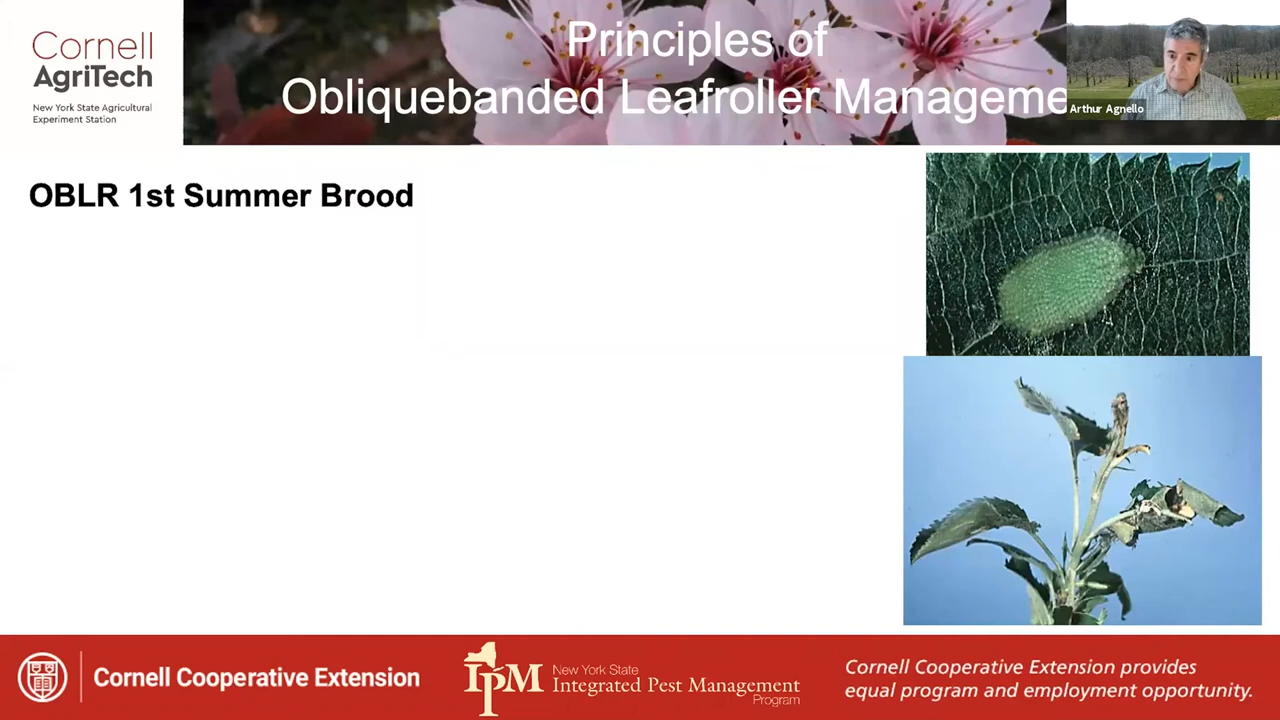 Cornell
AgriTech
New York State Agricultural
Experiment Station
Principles of
Obliquebanded Leafroller Manageme
Arthur Agnello
OBLR 1st Summer Brood
Cornell Cooperative Extension
IPM
New York State
Integrated Pest Management
Program
Cornell Cooperative Extension provides
equal program and employment opportunity.